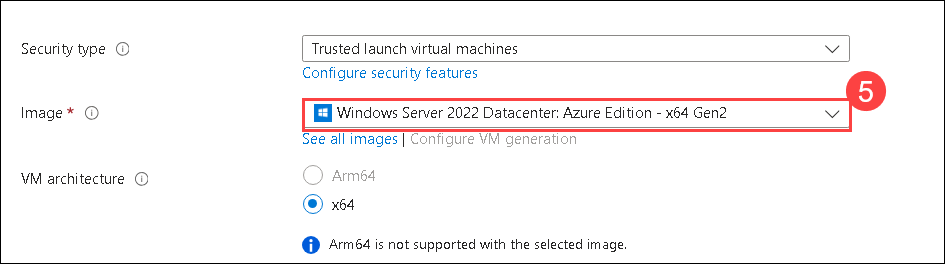 Security type
Trusted launch virtual machines
Configure security features
5
Image *
Windows Server 2022 Datacenter: Azure Edition - x64 Gen2
See all images | Configure VM generation
VM architecture
Arm64
x64
Arm64 is not supported with the selected image.